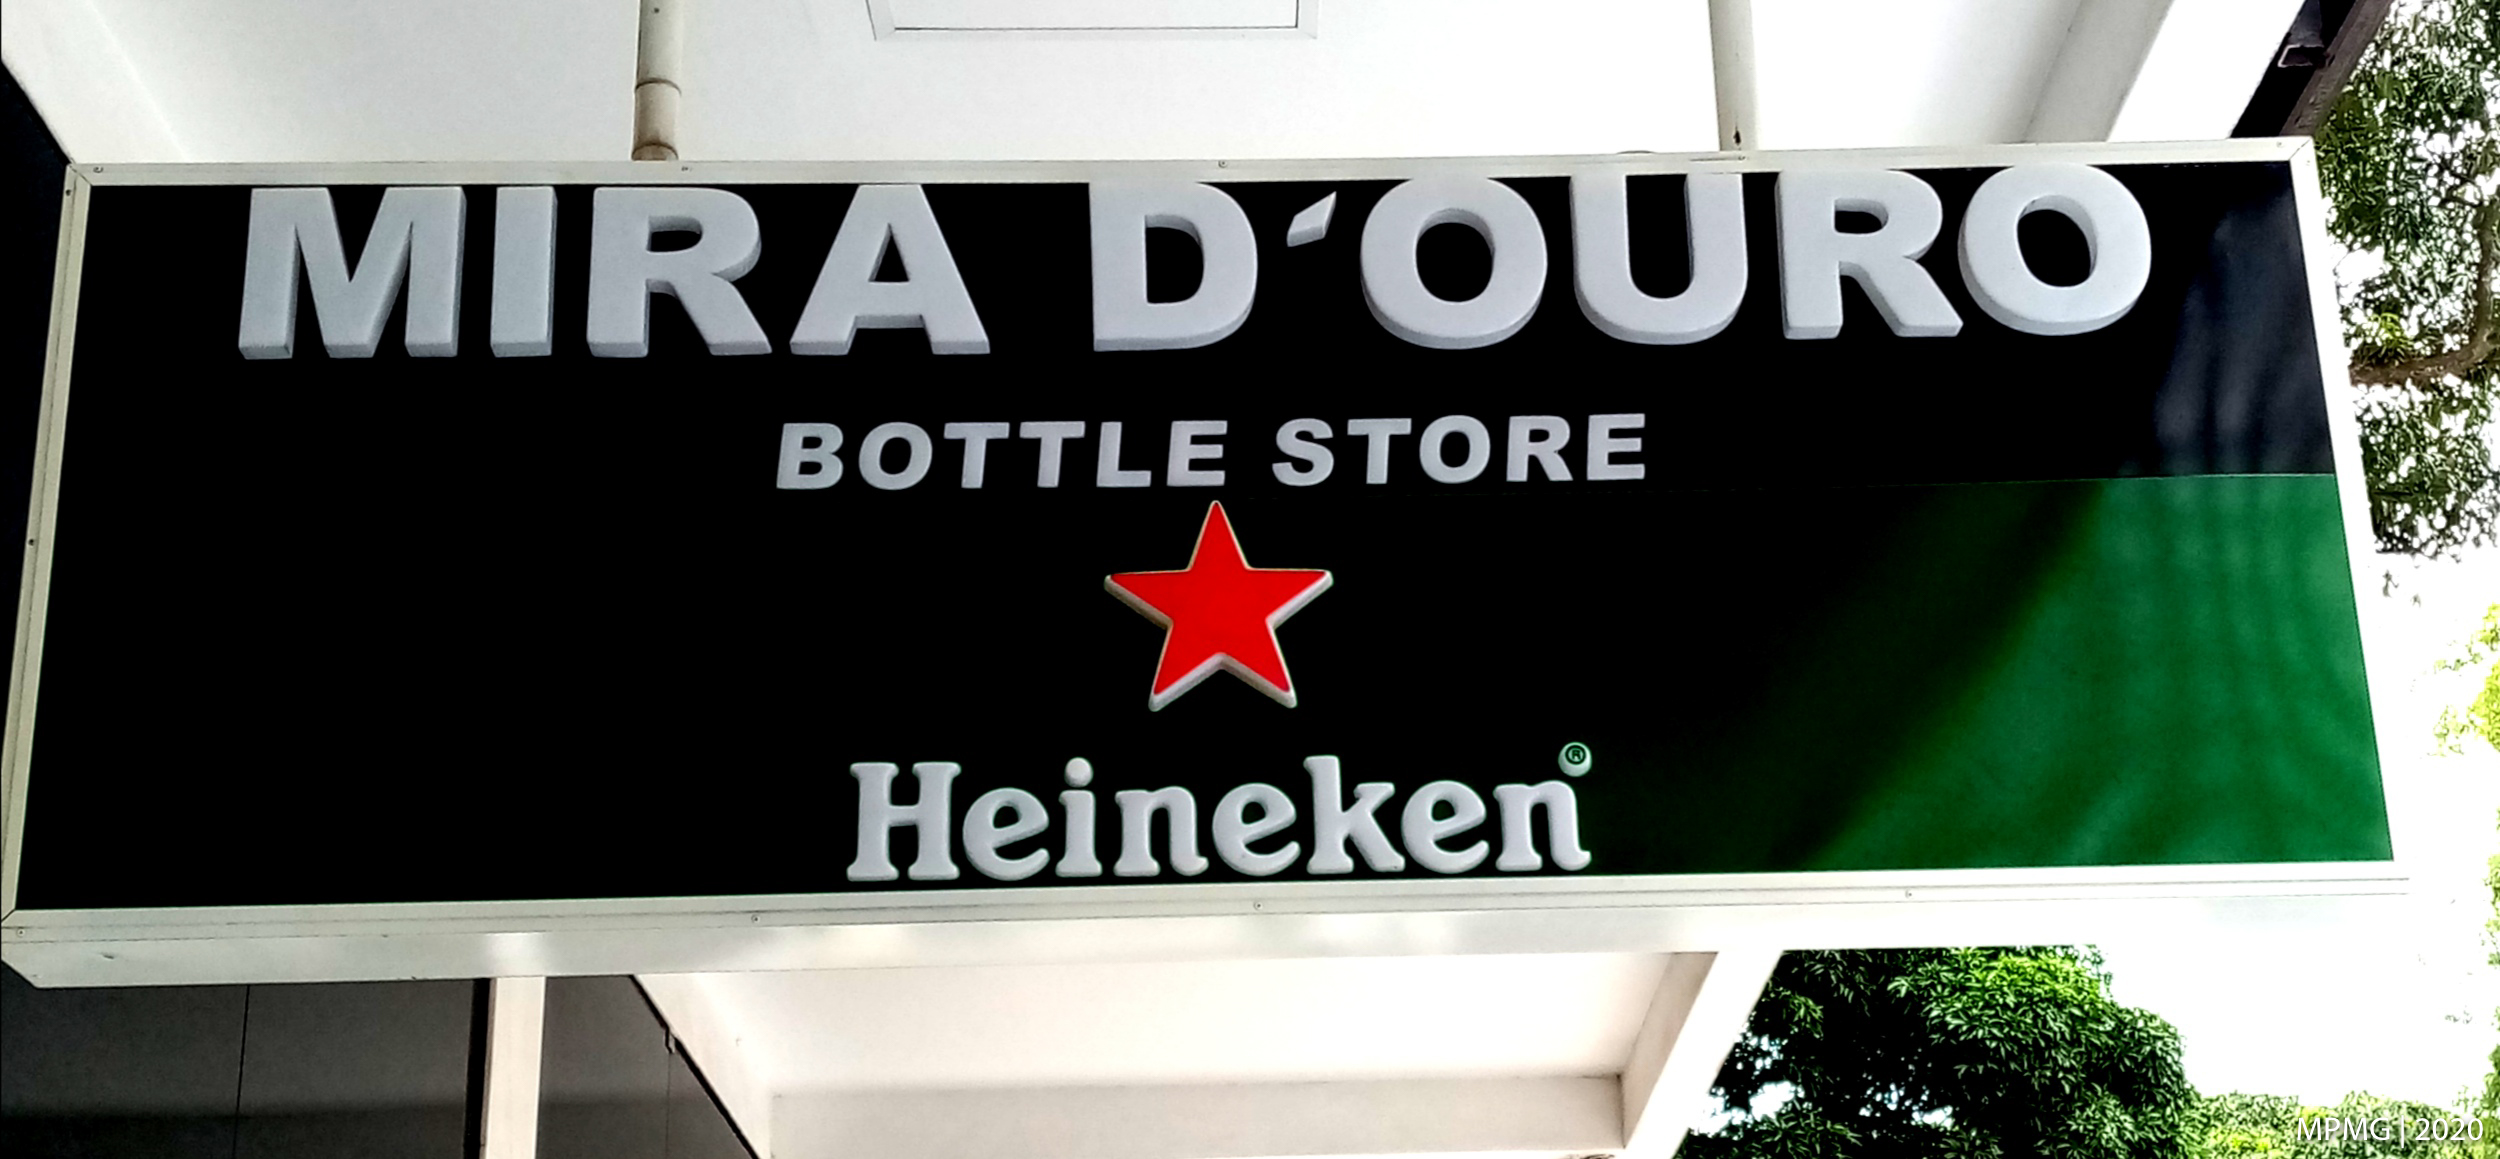 MIRA D'OURO
BOTTLE STORE
Heineken®
MPMG | 2020